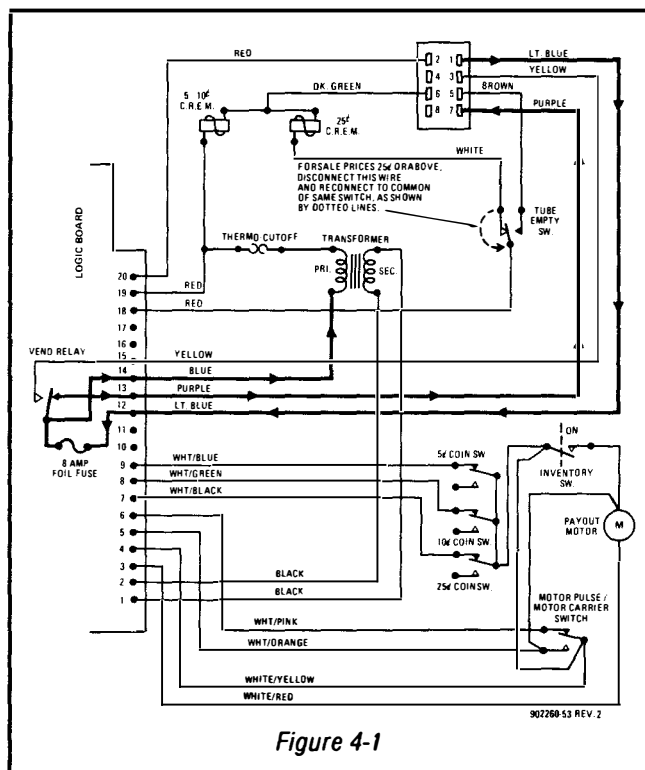 RED
2 1
LT. BLUE
4 3
YELLOW
DK. GREEN
6 5
BROWN
8 7
PURPLE
5 10¢
C.R.E.M.
25¢
C.R.E.M.
WHITE
FOR SALE PRICES 25¢ OR ABOVE,
DISCONNECT THIS WIRE
AND RECONNECT TO COMMON
OF SAME SWITCH, AS SHOWN
BY DOTTED LINES.
TUBE
EMPTY
SW.
LOGIC BOARD
THERMO CUTOFF
TRANSFORMER
PRI.
SEC.
20
19
RED
18
RED
17
16
15
VEND RELAY
YELLOW
14
BLUE
13
PURPLE
12
LT. BLUE
11
10
8 AMP
FOIL FUSE
9
WHT/BLUE
8
WHT/GREEN
7
WHT/BLACK
5¢ COIN SW.
10¢ COIN SW.
25¢ COIN SW.
ON
INVENTORY
SW.
PAYOUT
MOTOR
M
6
5
4
3
2
BLACK
1
BLACK
MOTOR PULSE /
MOTOR CARRIER
SWITCH
WHT/PINK
WHT/ORANGE
WHITE/YELLOW
WHITE/RED
902260-53 REV. 2
Figure 4-1